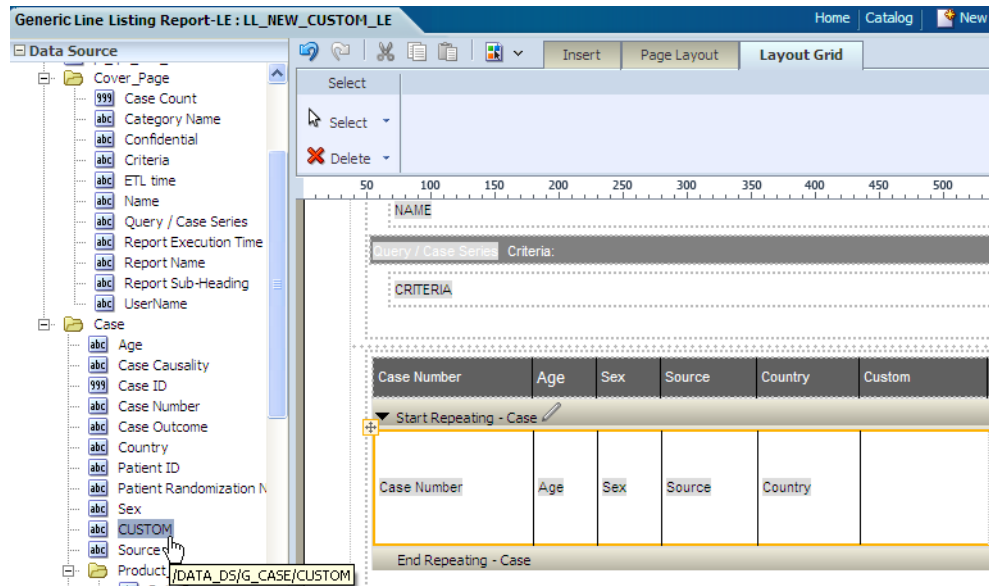 Generic Line Listing Report-LE : LL_NEW_CUSTOM_LE
Home Catalog New
Data Source
Insert Page Layout Layout Grid
Cover_Page
999 Case Count
abc Category Name
abc Confidential
abc Criteria
abc ETL time
abc Name
abc Query / Case Series
abc Report Execution Time
abc Report Name
abc Report Sub-Heading
abc UserName
Case
abc Age
abc Case Causality
999 Case ID
abc Case Number
abc Case Outcome
abc Country
abc Patient ID
abc Patient Randomization N
abc Sex
abc CUSTOM
abc Source
Product
/DATA_DS/G_CASE/CUSTOM
Select
Select
Delete
50 100 150 200 250 300 350 400 450 500
NAME
Query / Case Series Criteria:
CRITERIA
Case Number Age Sex Source Country Custom
Start Repeating - Case
Case Number Age Sex Source Country
End Repeating - Case